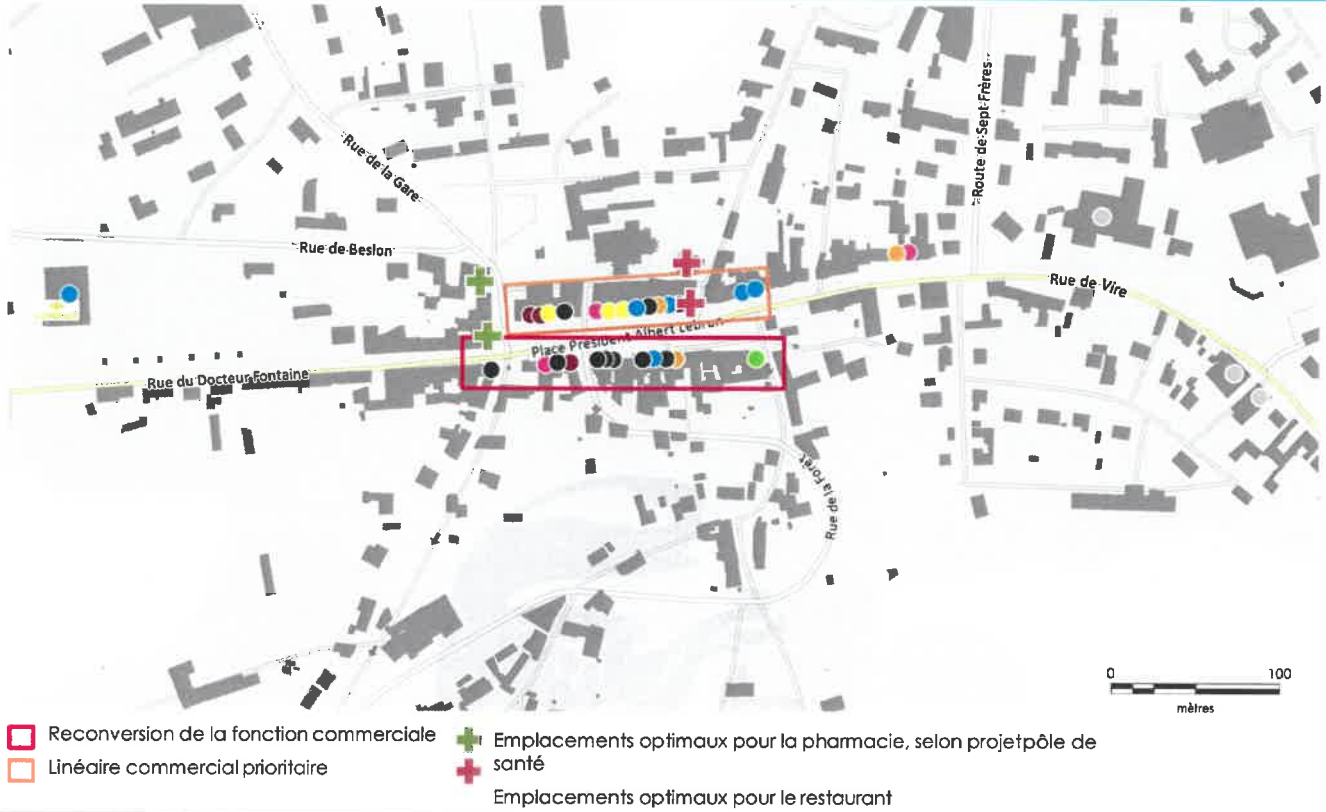 Rue de la Gare
Route de Sept Frères
Rue de Beslon
Rue de Vire
Place Président Albert Lebrun
Rue du Docteur Fontaine
Rue de la Forêt
0 100
mètres
Reconversion de la fonction commerciale
Linéaire commercial prioritaire
Emplacements optimaux pour la pharmacie, selon projetpôle de
santé
Emplacements optimaux pour le restaurant